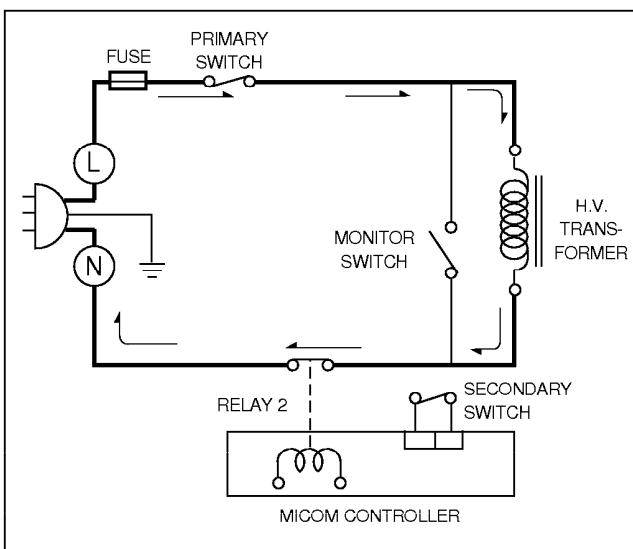 PRIMARY
SWITCH
FUSE
L
H.V.
TRANS-
FORMER
MONITOR
SWITCH
N
SECONDARY
SWITCH
RELAY 2
MICOM CONTROLLER